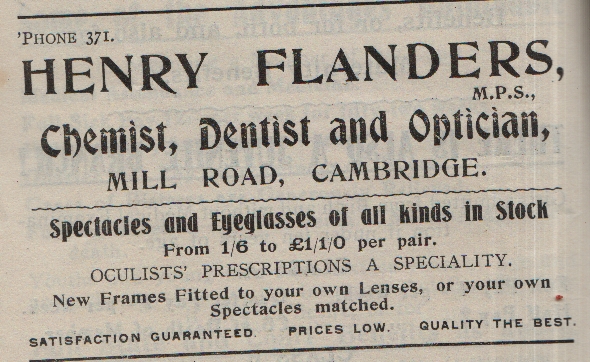 'PHONE 371.
HENRY FLANDERS,
M.P.S.,
Chemist, Dentist and Optician,
MILL ROAD, CAMBRIDGE.
Spectacles and Eyeglasses of all kinds in Stock
From 1/6 to £1/1/0 per pair.
OCULISTS' PRESCRIPTIONS A SPECIALITY.
New Frames Fitted to your own Lenses, or your own
Spectacles matched.
SATISFACTION GUARANTEED. PRICES LOW. QUALITY THE BEST.